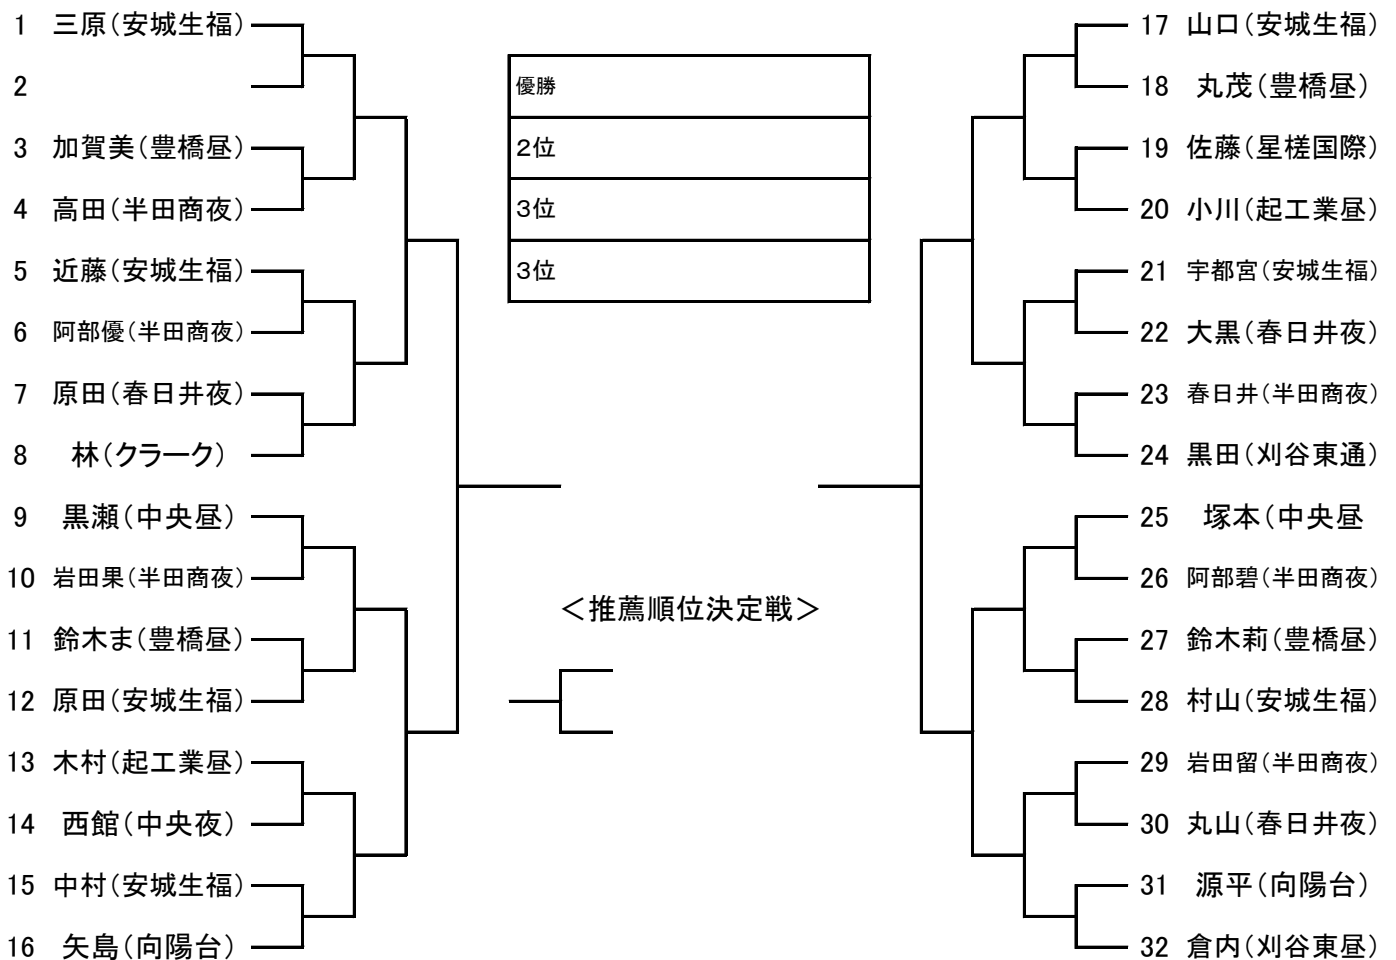 1 三原(安城生福)
2
3 加賀美(豊橋昼)
4 高田(半田商夜)
5 近藤(安城生福)
6 阿部優(半田商夜)
7 原田(春日井夜)
8 林(クラーク)
9 黒瀬(中央昼)
10 岩田果(半田商夜)
11 鈴木ま(豊橋昼)
12 原田(安城生福)
13 木村(起工業昼)
14 西館(中央夜)
15 中村(安城生福)
16 矢島(向陽台)
優勝
2位
3位
3位
<推薦順位決定戦>
17 山口(安城生福)
18 丸茂(豊橋昼)
19 佐藤(星槎国際)
20 小川(起工業昼)
21 宇都宮(安城生福)
22 大黒(春日井夜)
23 春日井(半田商夜)
24 黒田(刈谷東通)
25 塚本(中央昼
26 阿部碧(半田商夜)
27 鈴木莉(豊橋昼)
28 村山(安城生福)
29 岩田留(半田商夜)
30 丸山(春日井夜)
31 源平(向陽台)
32 倉内(刈谷東昼)